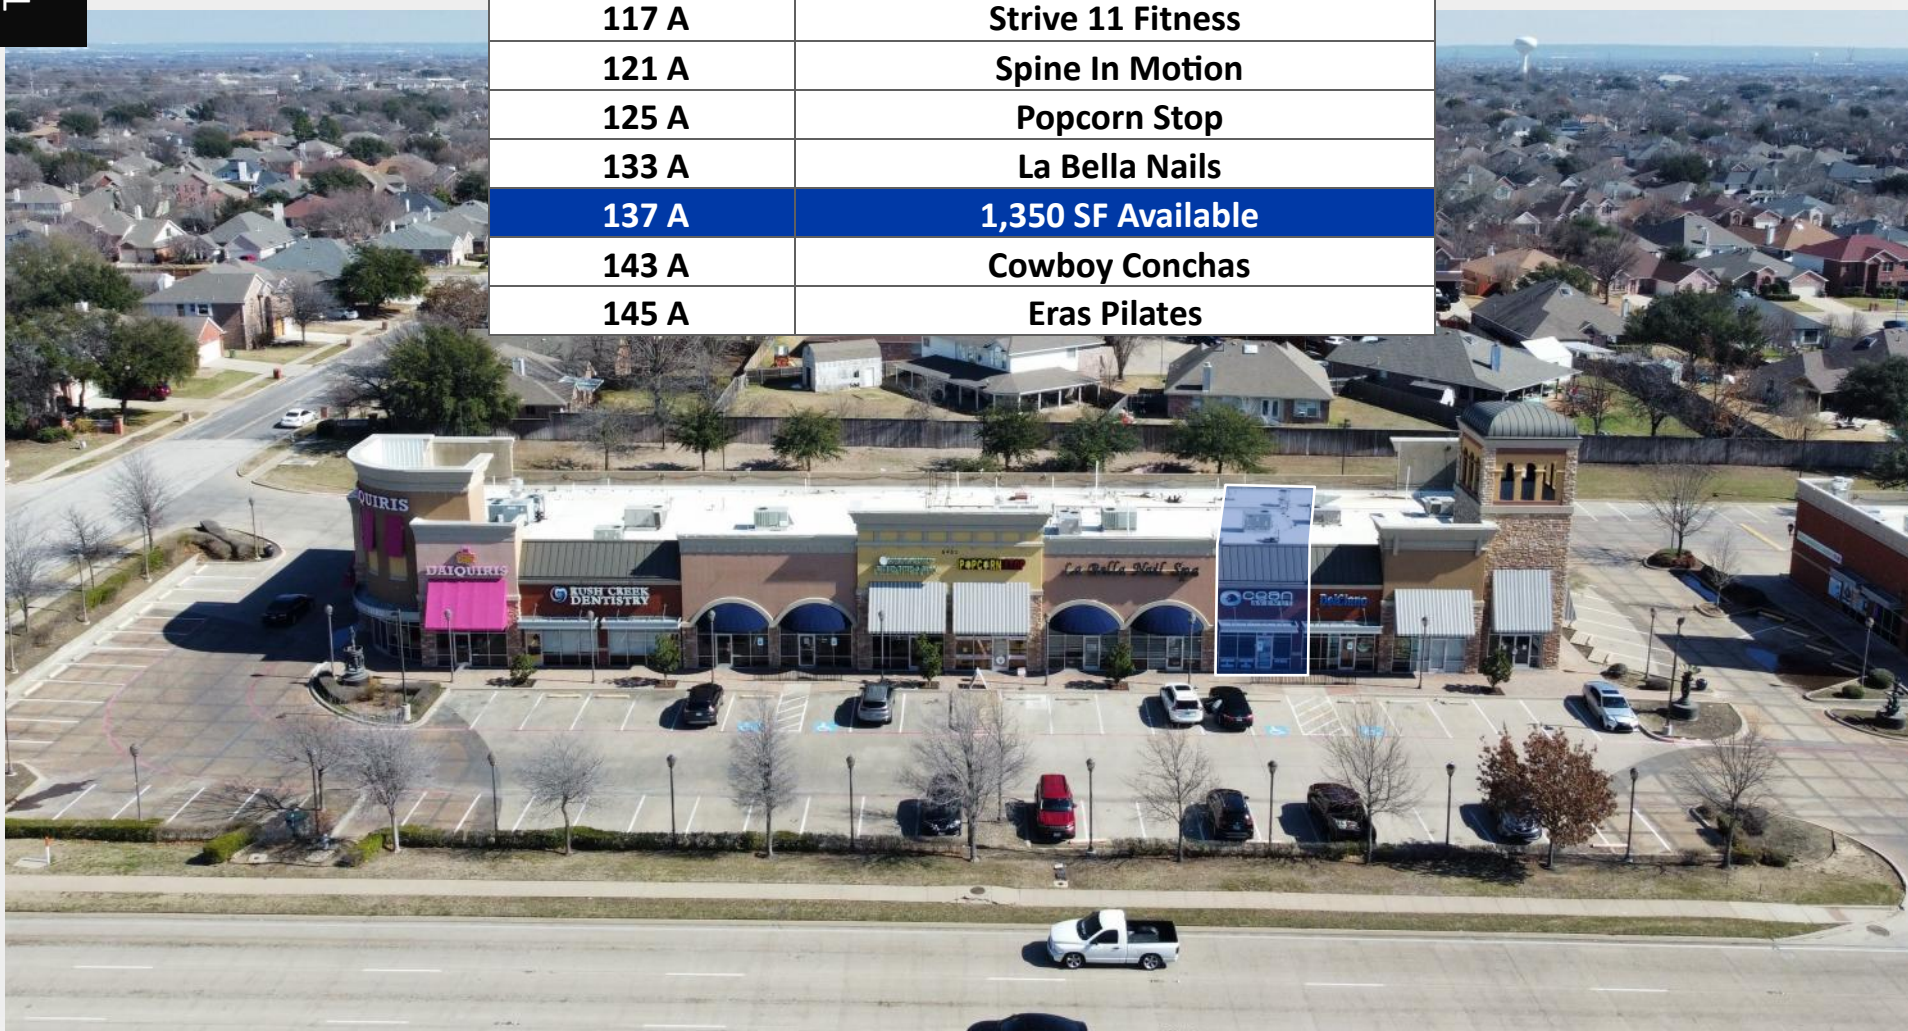 117 A Strive 11 Fitness
121 A Spine In Motion
125 A Popcorn Stop
133 A La Bella Nails
137 A 1,350 SF Available
143 A Cowboy Conchas
145 A Eras Pilates
QUIRIS
DAIQUIRIS
RUSH CREEK
DENTISTRY
POPCORN
La Bella Nail Spa